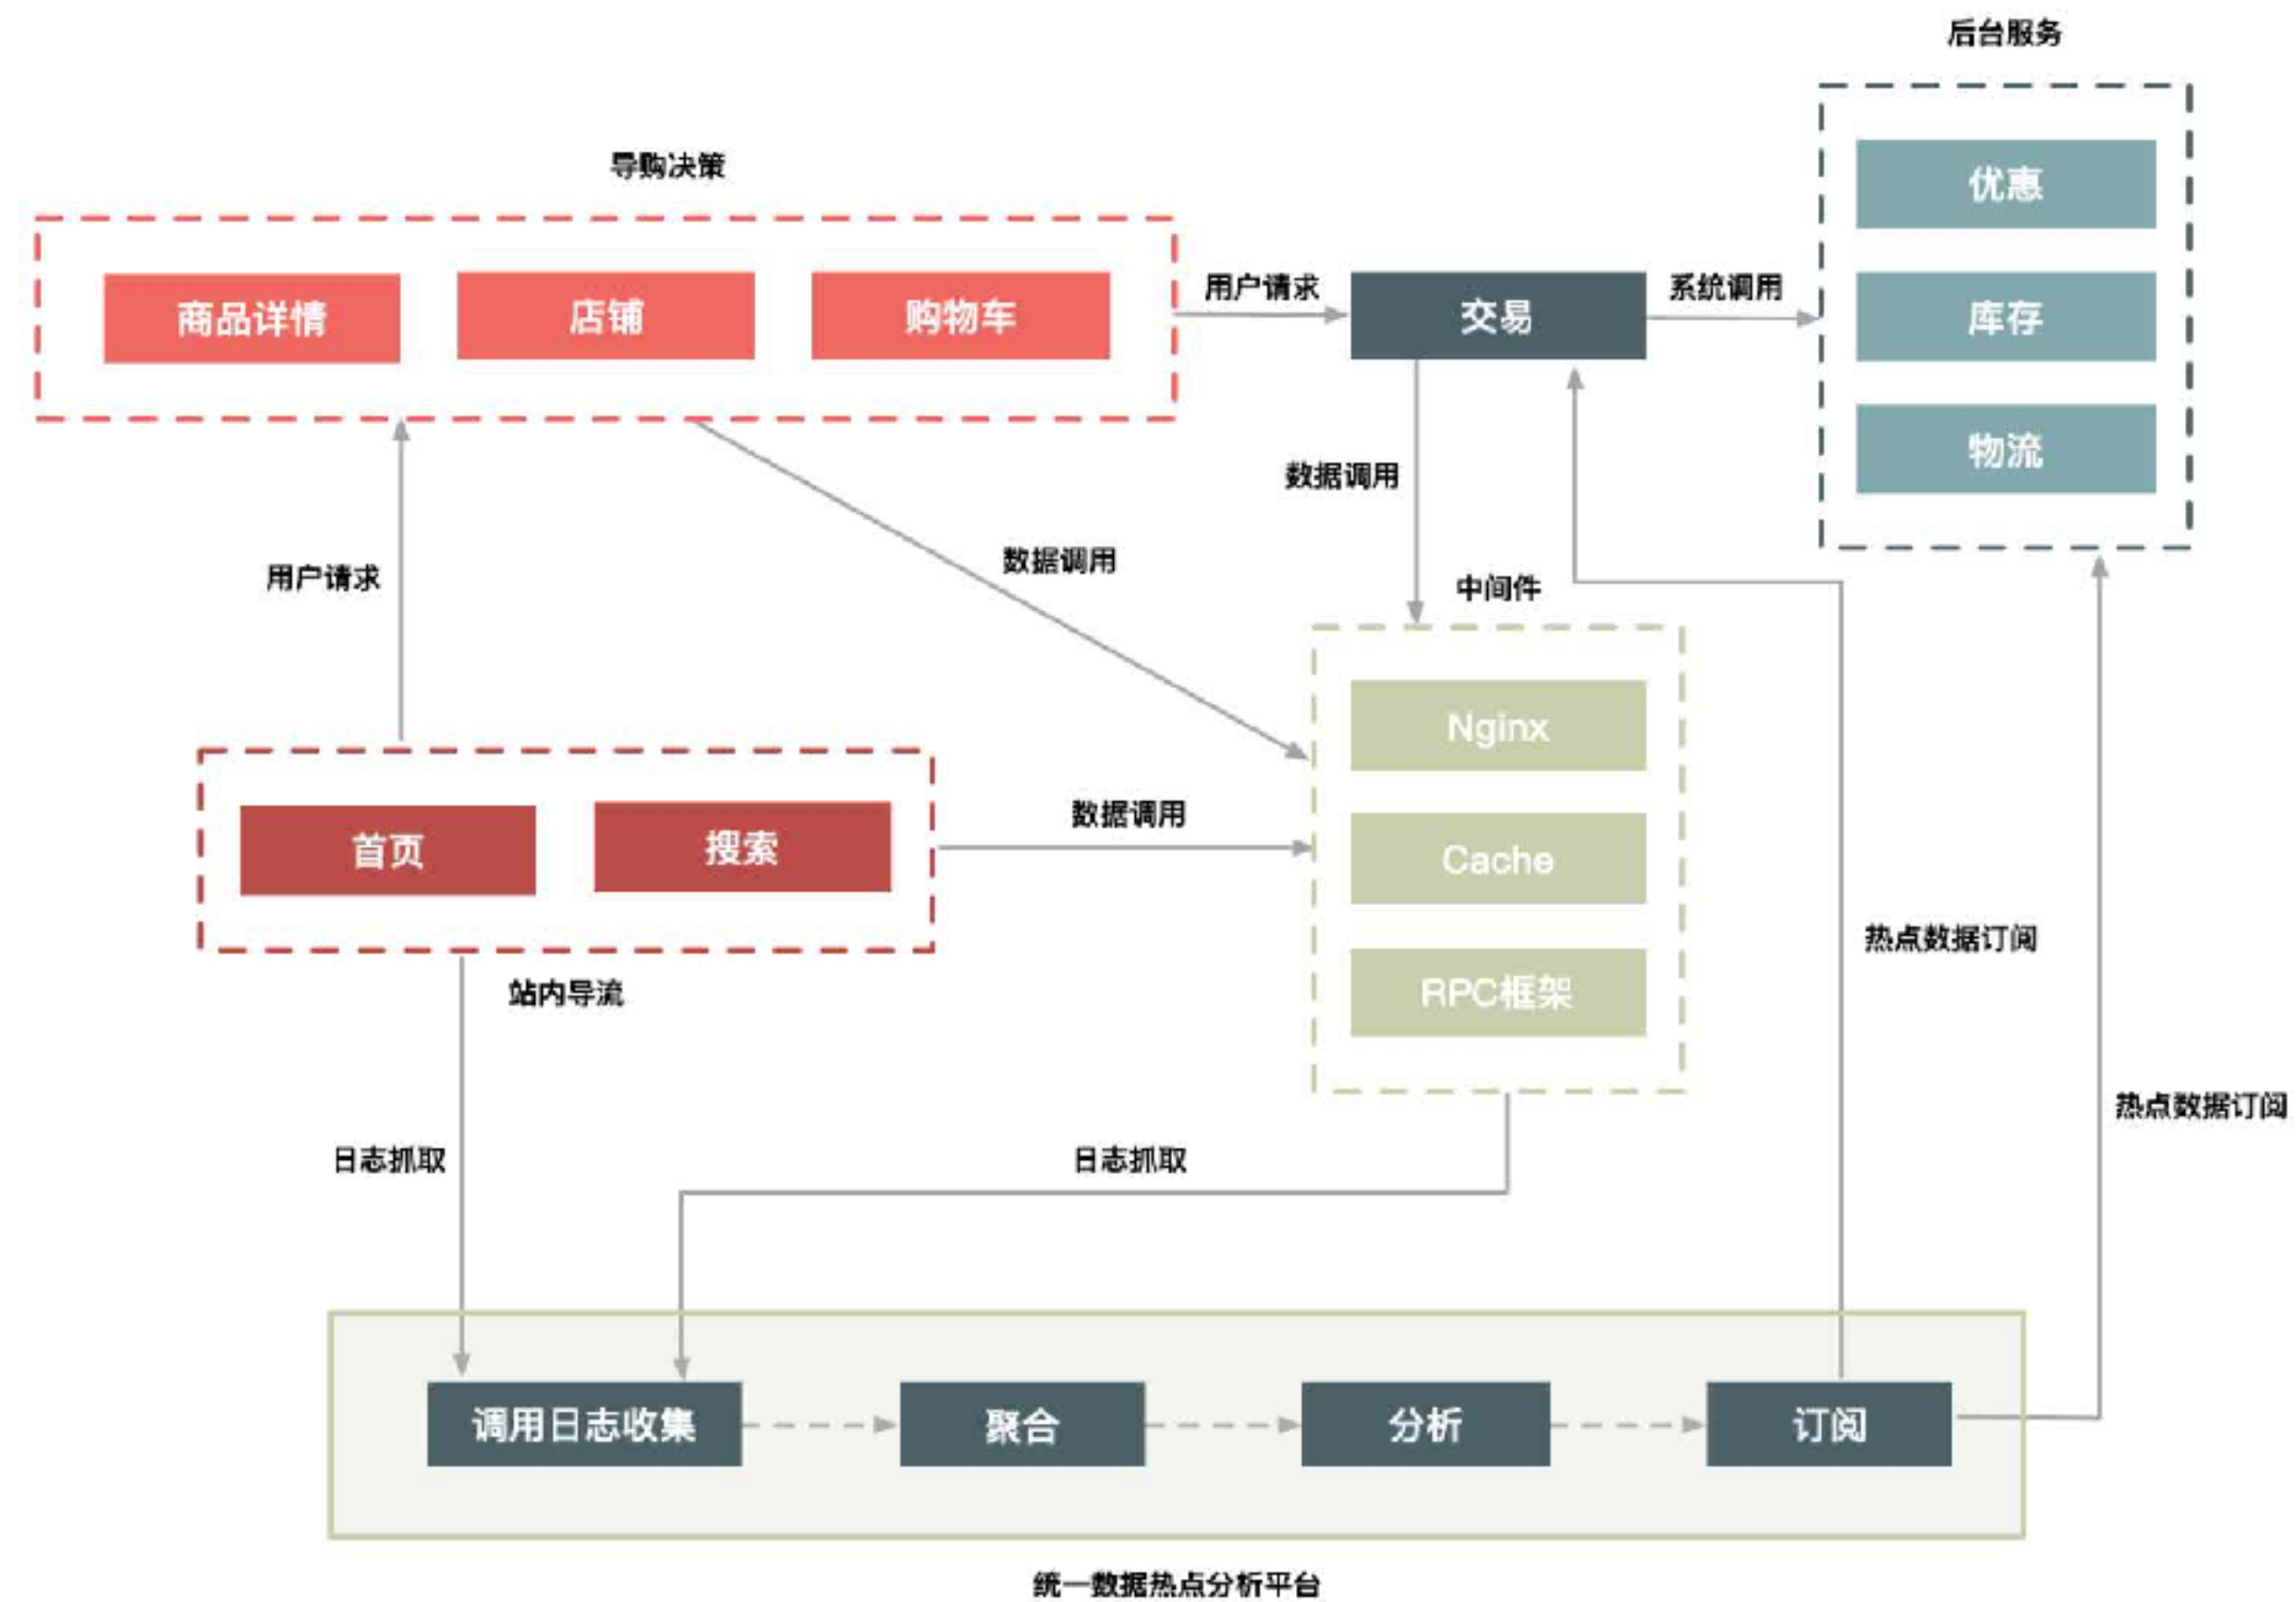 后台服务
优惠
导购决策
商品详情
店铺
购物车
用户请求
交易
系统调用
库存
物流
数据调用
数据调用
用户请求
中间件
Nginx
首页
搜索
数据调用
Cache
热点数据订阅
站内导流
RPC框架
热点数据订阅
日志抓取
日志抓取
调用日志收集
聚合
分析
订阅
统一数据热点分析平台